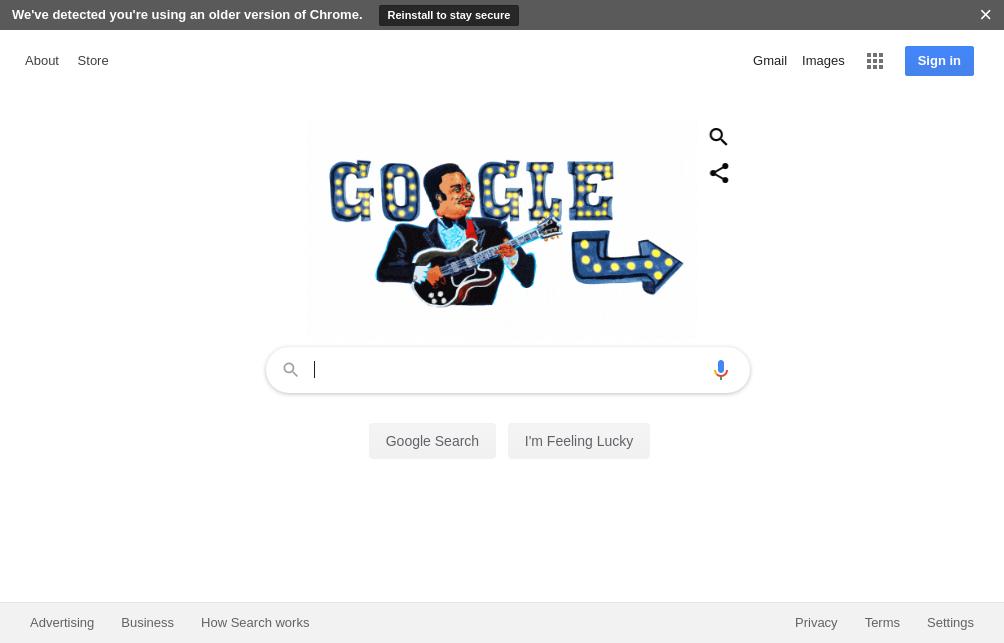 We've detected you're using an older version of Chrome. Reinstall to stay secure
About Store Gmail Images Sign in
GOOGLE
Google Search I'm Feeling Lucky
Advertising Business How Search works Privacy Terms Settings